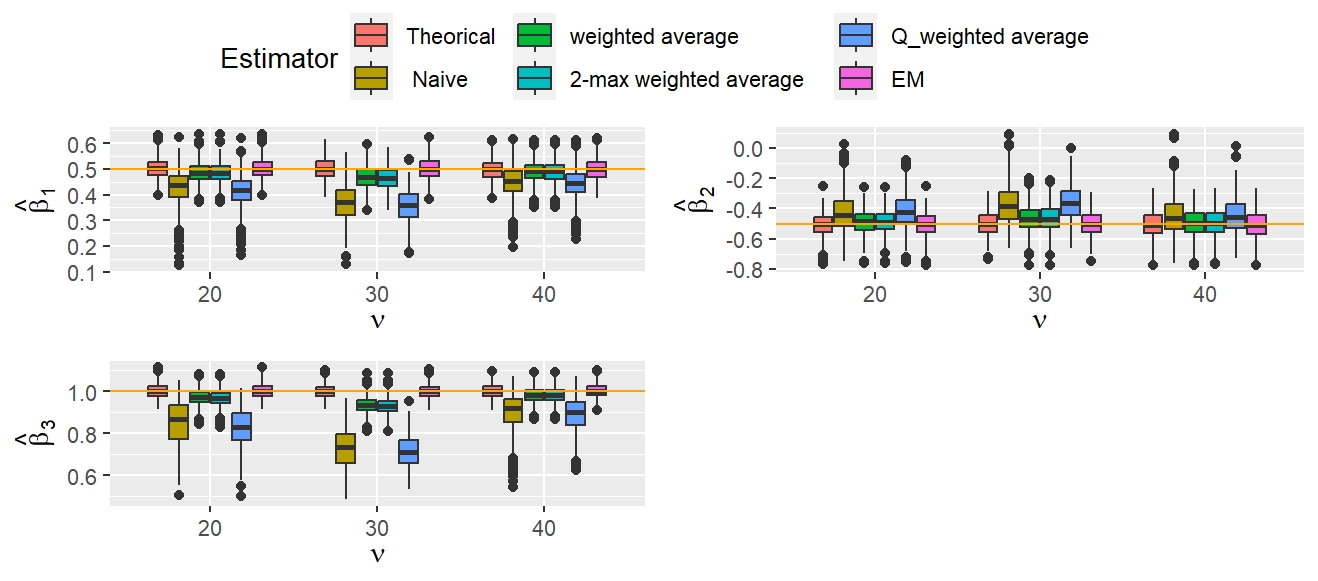 Estimator
Theorical weighted average Q_weighted average
Naive 2-max weighted average EM
0.6
0.5
0.4
0.3
0.2
0.1
β̂1
20 30 40
ν
0.0
-0.2
-0.4
-0.6
-0.8
β̂2
20 30 40
ν
1.0
0.8
0.6
β̂3
20 30 40
ν